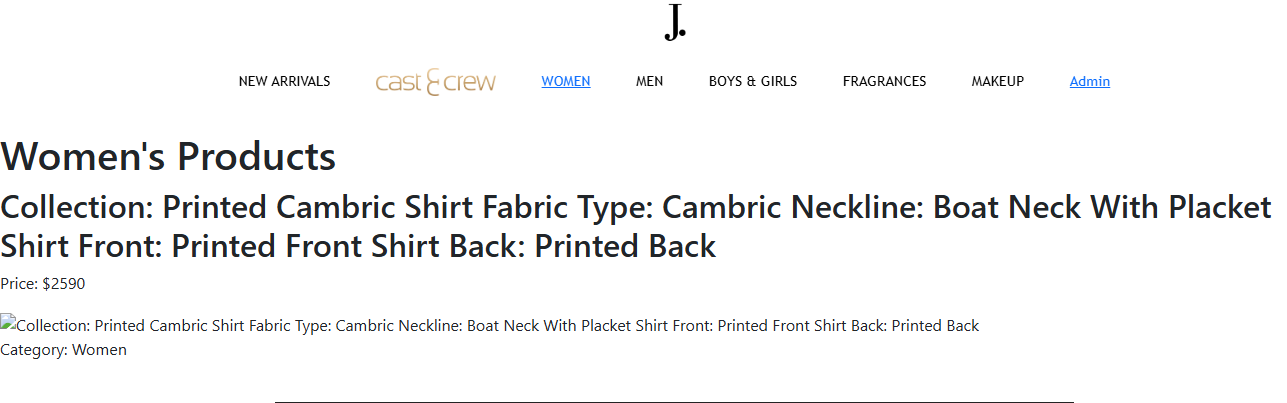 J.
NEW ARRIVALS cast & crew WOMEN MEN BOYS & GIRLS FRAGRANCES MAKEUP Admin
Women's Products
Collection: Printed Cambric Shirt Fabric Type: Cambric Neckline: Boat Neck With Placket
Shirt Front: Printed Front Shirt Back: Printed Back
Price: $2590
Collection: Printed Cambric Shirt Fabric Type: Cambric Neckline: Boat Neck With Placket Shirt Front: Printed Front Shirt Back: Printed Back
Category: Women